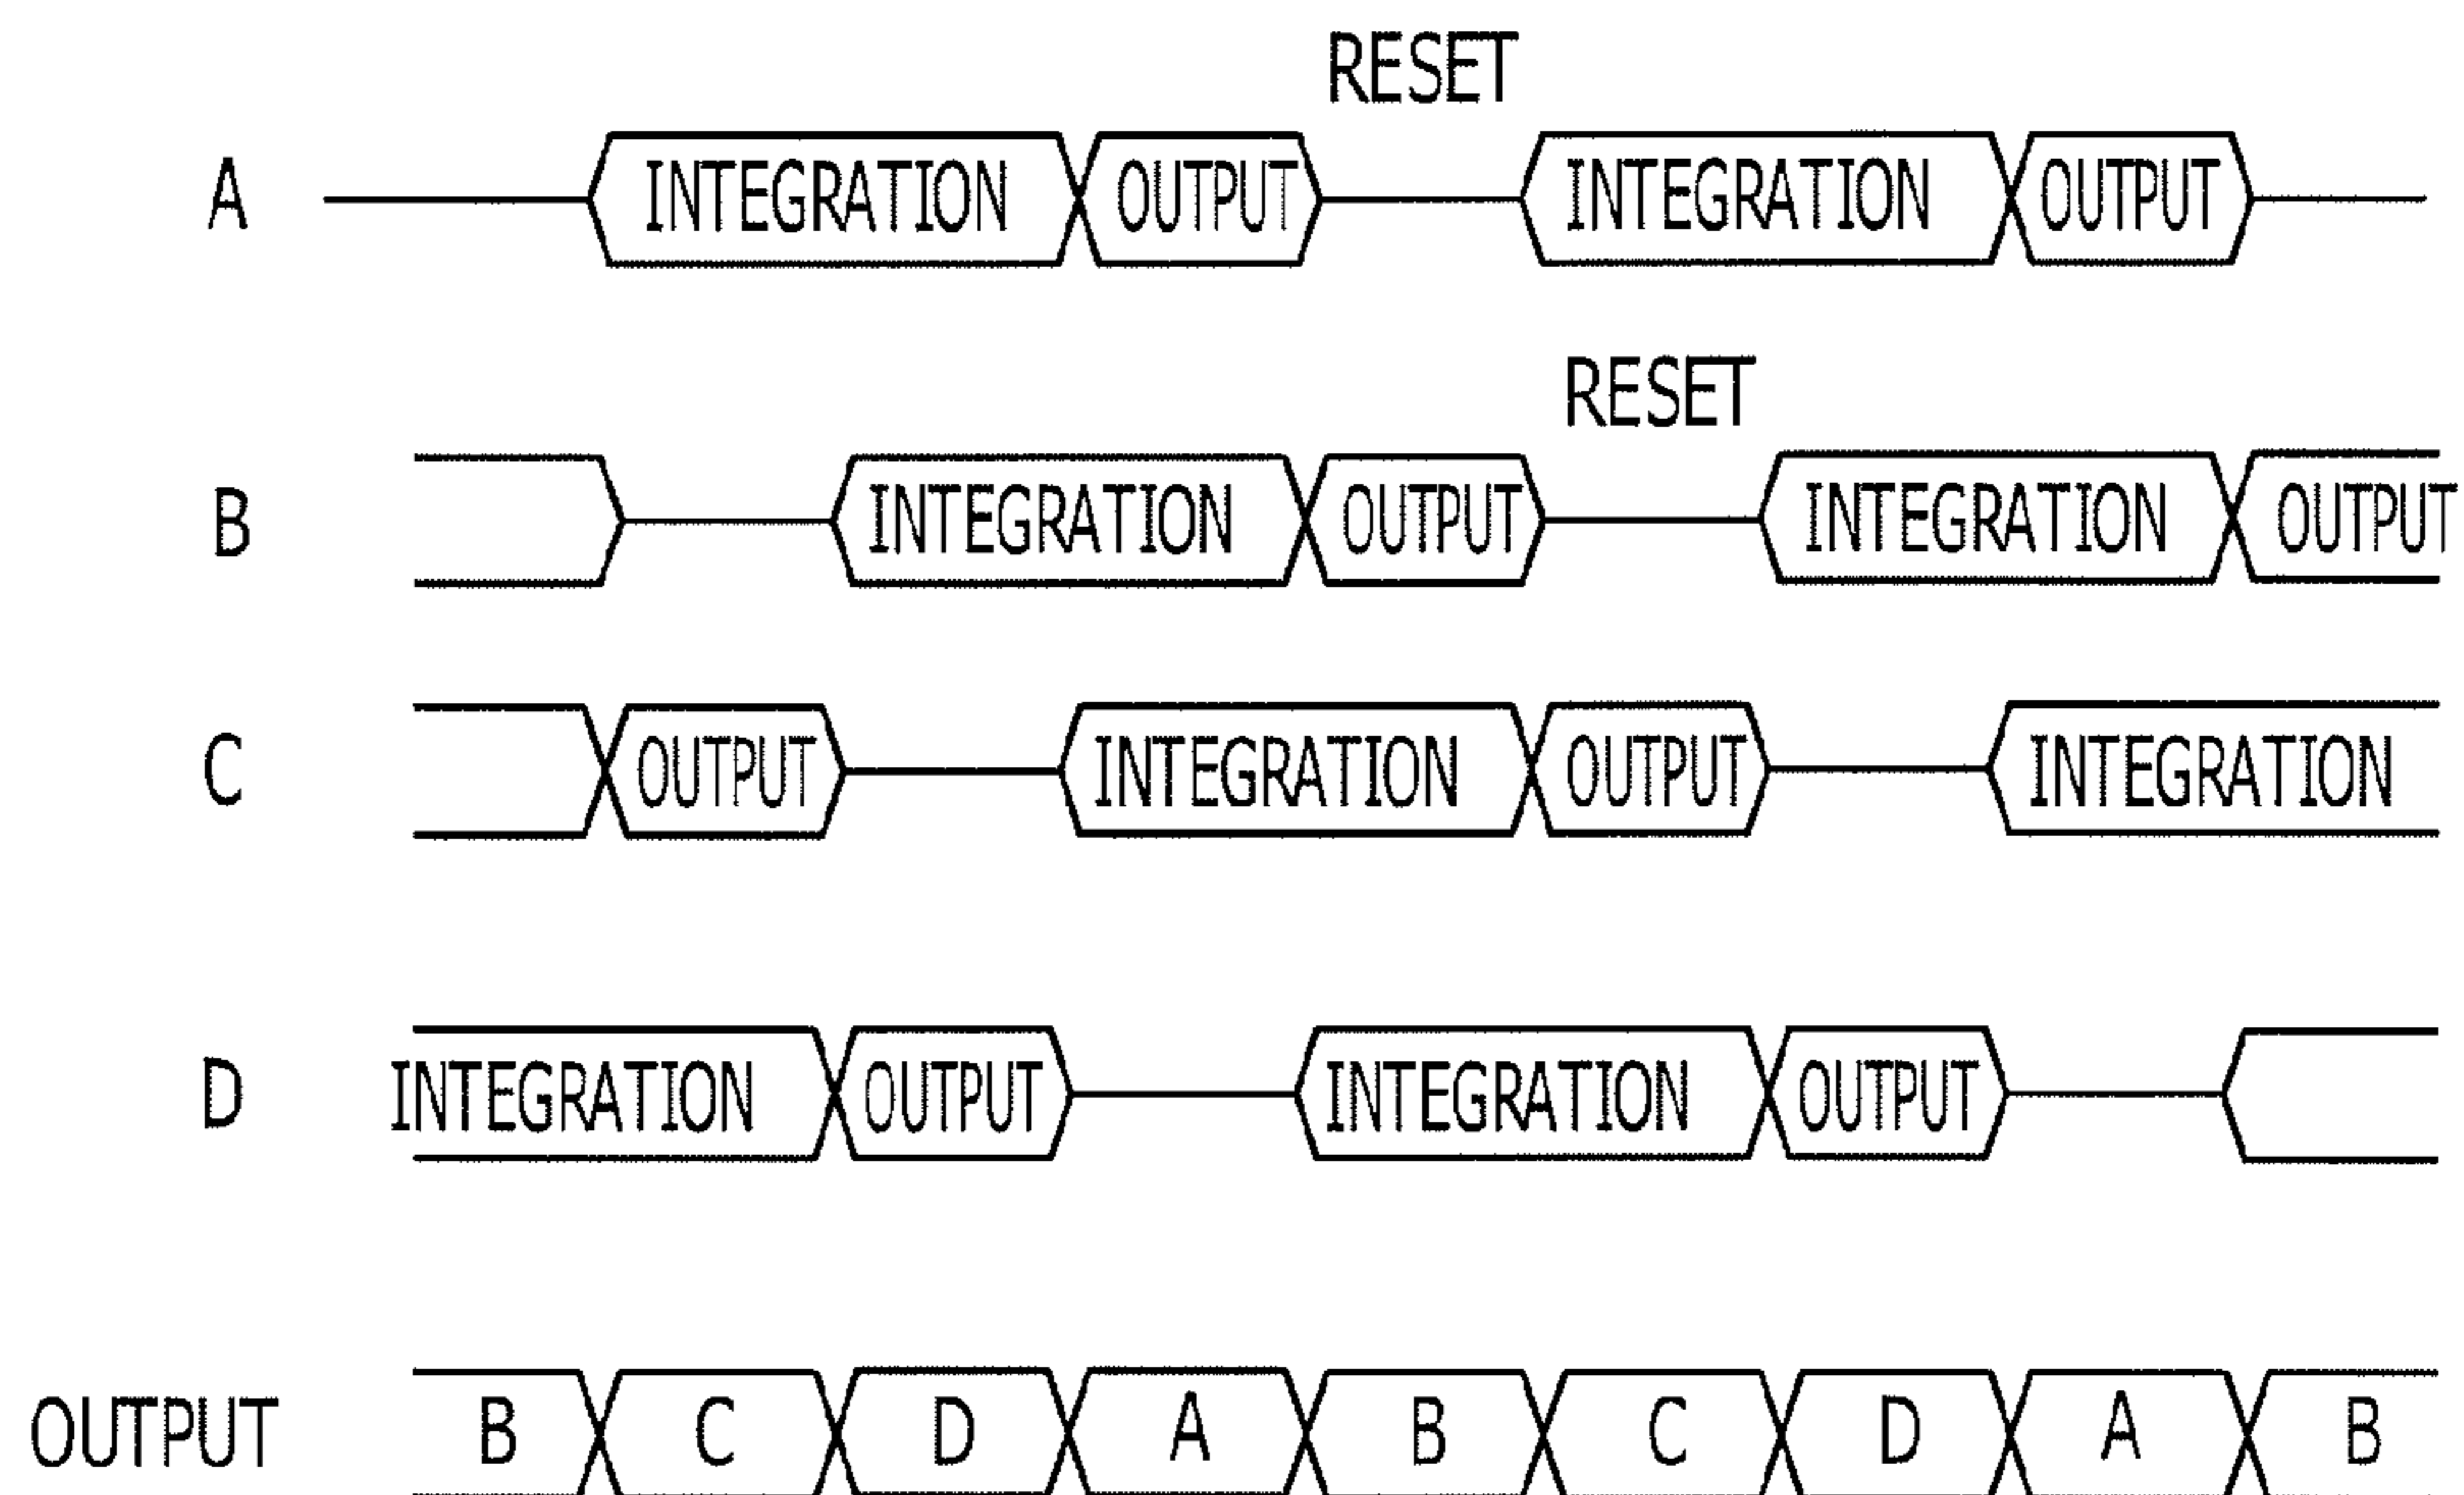 RESET
A INTEGRATION OUTPUT INTEGRATION OUTPUT
RESET
B INTEGRATION OUTPUT INTEGRATION OUTPUT
C OUTPUT INTEGRATION OUTPUT INTEGRATION
D INTEGRATION OUTPUT INTEGRATION OUTPUT
OUTPUT B C D A B C D A B